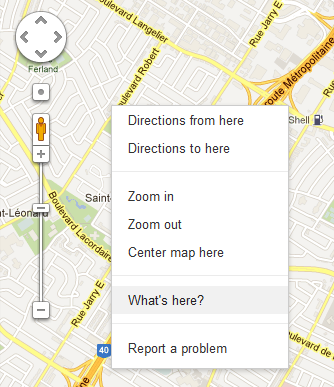 Boulevard Langelier
Rue Jarry E
Ferland
Boulevard Robert
route Métropolitaine
Shell
Directions from here
Directions to here
Zoom in
Saint-
Zoom out
nt-Léonard
Center map here
Boulevard Lacordaire
What's here?
Rue Jarry E
40
Report a problem